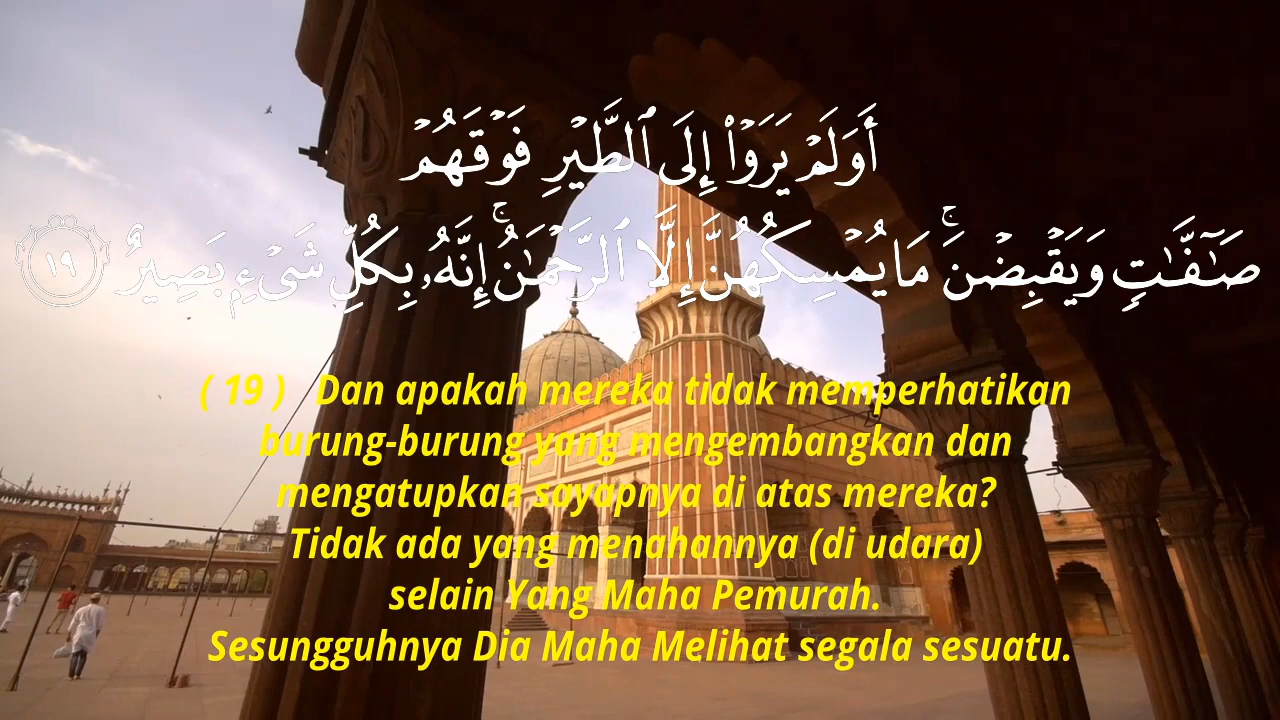 أَوَلَمْ يَرَوْا۟ إِلَى ٱلطَّيْرِ فَوْقَهُمْ
صَـٰٓفَّـٰتٍ وَيَقْبِضْنَ ۚ مَا يُمْسِكُهُنَّ إِلَّا ٱلرَّحْمَـٰنُ ۚ إِنَّهُۥ بِكُلِّ شَىْءٍۭ بَصِيرٌ ١٩
( 19 ) Dan apakah mereka tidak memperhatikan
burung-burung yang mengembangkan dan
mengatupkan sayapnya di atas mereka?
Tidak ada yang menahannya (di udara)
selain Yang Maha Pemurah.
Sesungguhnya Dia Maha Melihat segala sesuatu.